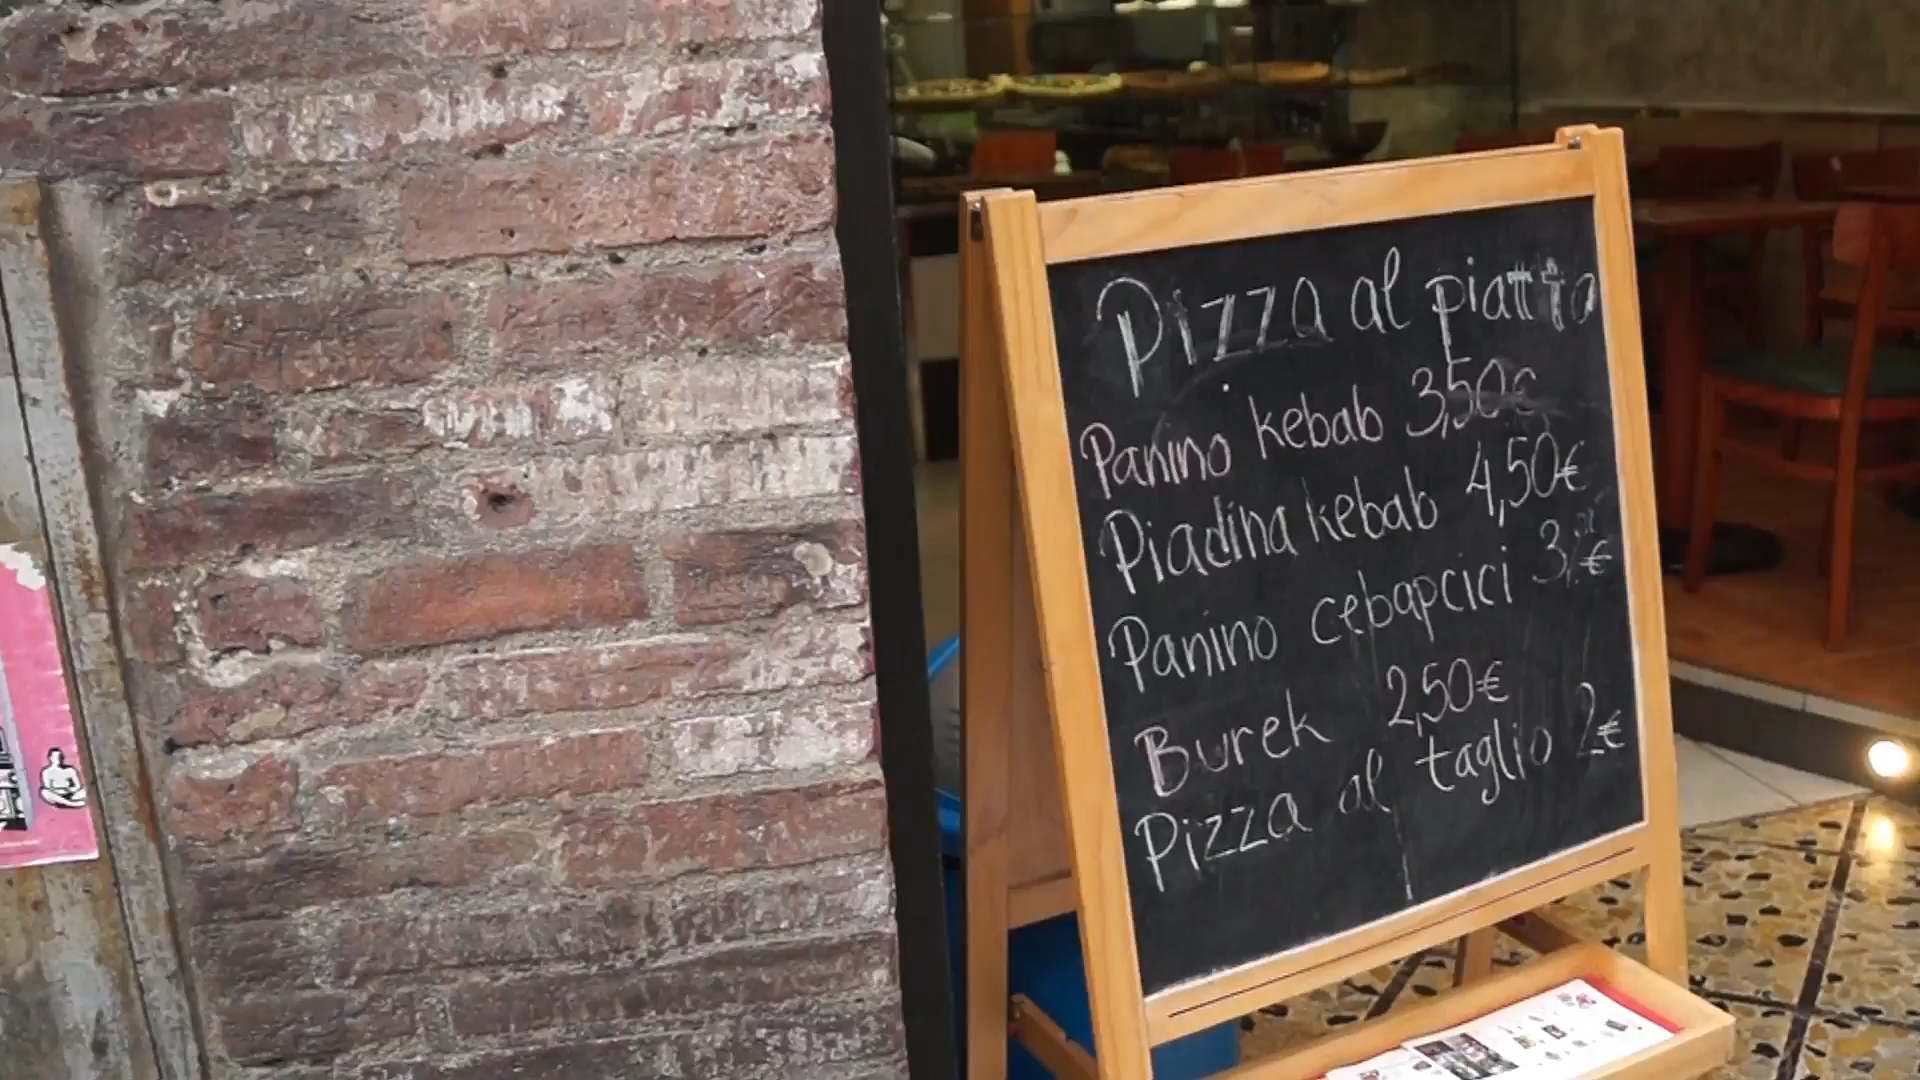 Pizza al piatto
Panino kebab 3,50€
Piadina kebab 4,50€
Panino cebapcici
Burek 2,50€
Pizza al taglio 2€